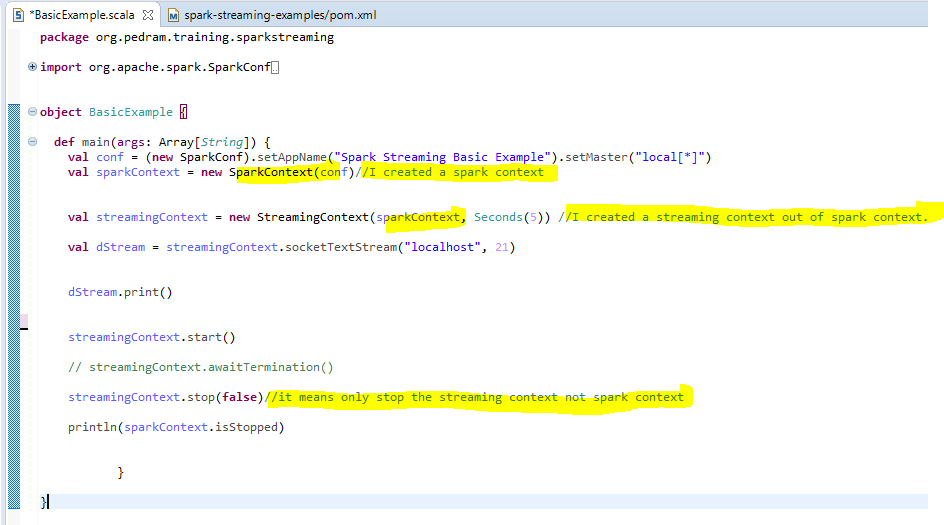 *BasicExample.scala spark-streaming-examples/pom.xml
package org.pedram.training.sparkstreaming
import org.apache.spark.SparkConf
object BasicExample {
def main(args: Array[String]) {
val conf = (new SparkConf).setAppName("Spark Streaming Basic Example").setMaster("local[*]")
val sparkContext = new SparkContext(conf)//I created a spark context
val streamingContext = new StreamingContext(sparkContext, Seconds(5)) //I created a streaming context out of spark context.
val dStream = streamingContext.socketTextStream("localhost", 21)
dStream.print()
streamingContext.start()
// streamingContext.awaitTermination()
streamingContext.stop(false)//it means only stop the streaming context not spark context
println(sparkContext.isStopped)
}
}